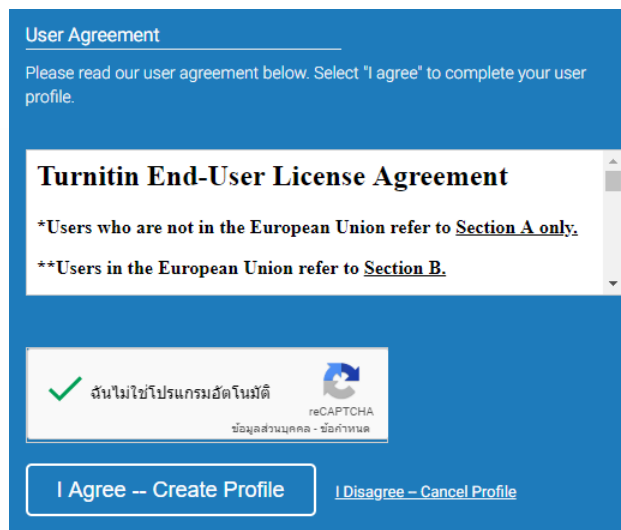 User Agreement
Please read our user agreement below. Select "I agree" to complete your user
profile.
Turnitin End-User License Agreement
*Users who are not in the European Union refer to Section A only.
**Users in the European Union refer to Section B.
ฉันไม่ใช่โปรแกรมอัตโนมัติ
reCAPTCHA
ข้อมูลส่วนบุคคล - ข้อกำหนด
I Agree -- Create Profile
I Disagree – Cancel Profile